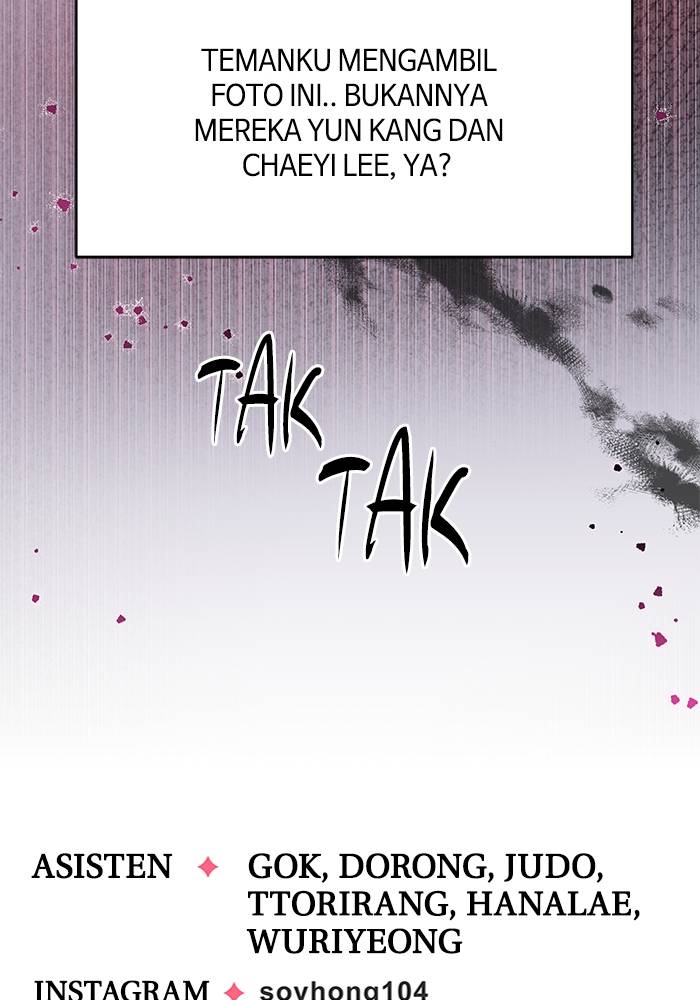 TEMANKU MENGAMBIL
FOTO INI.. BUKANNYA
MEREKA YUN KANG DAN
CHAEYI LEE, YA?
TAK
TAK
ASISTEN ✦ GOK, DORONG, JUDO,
TTORIRANG, HANALAE,
WURIYEONG
INSTAGRAM ✦ soyhong104